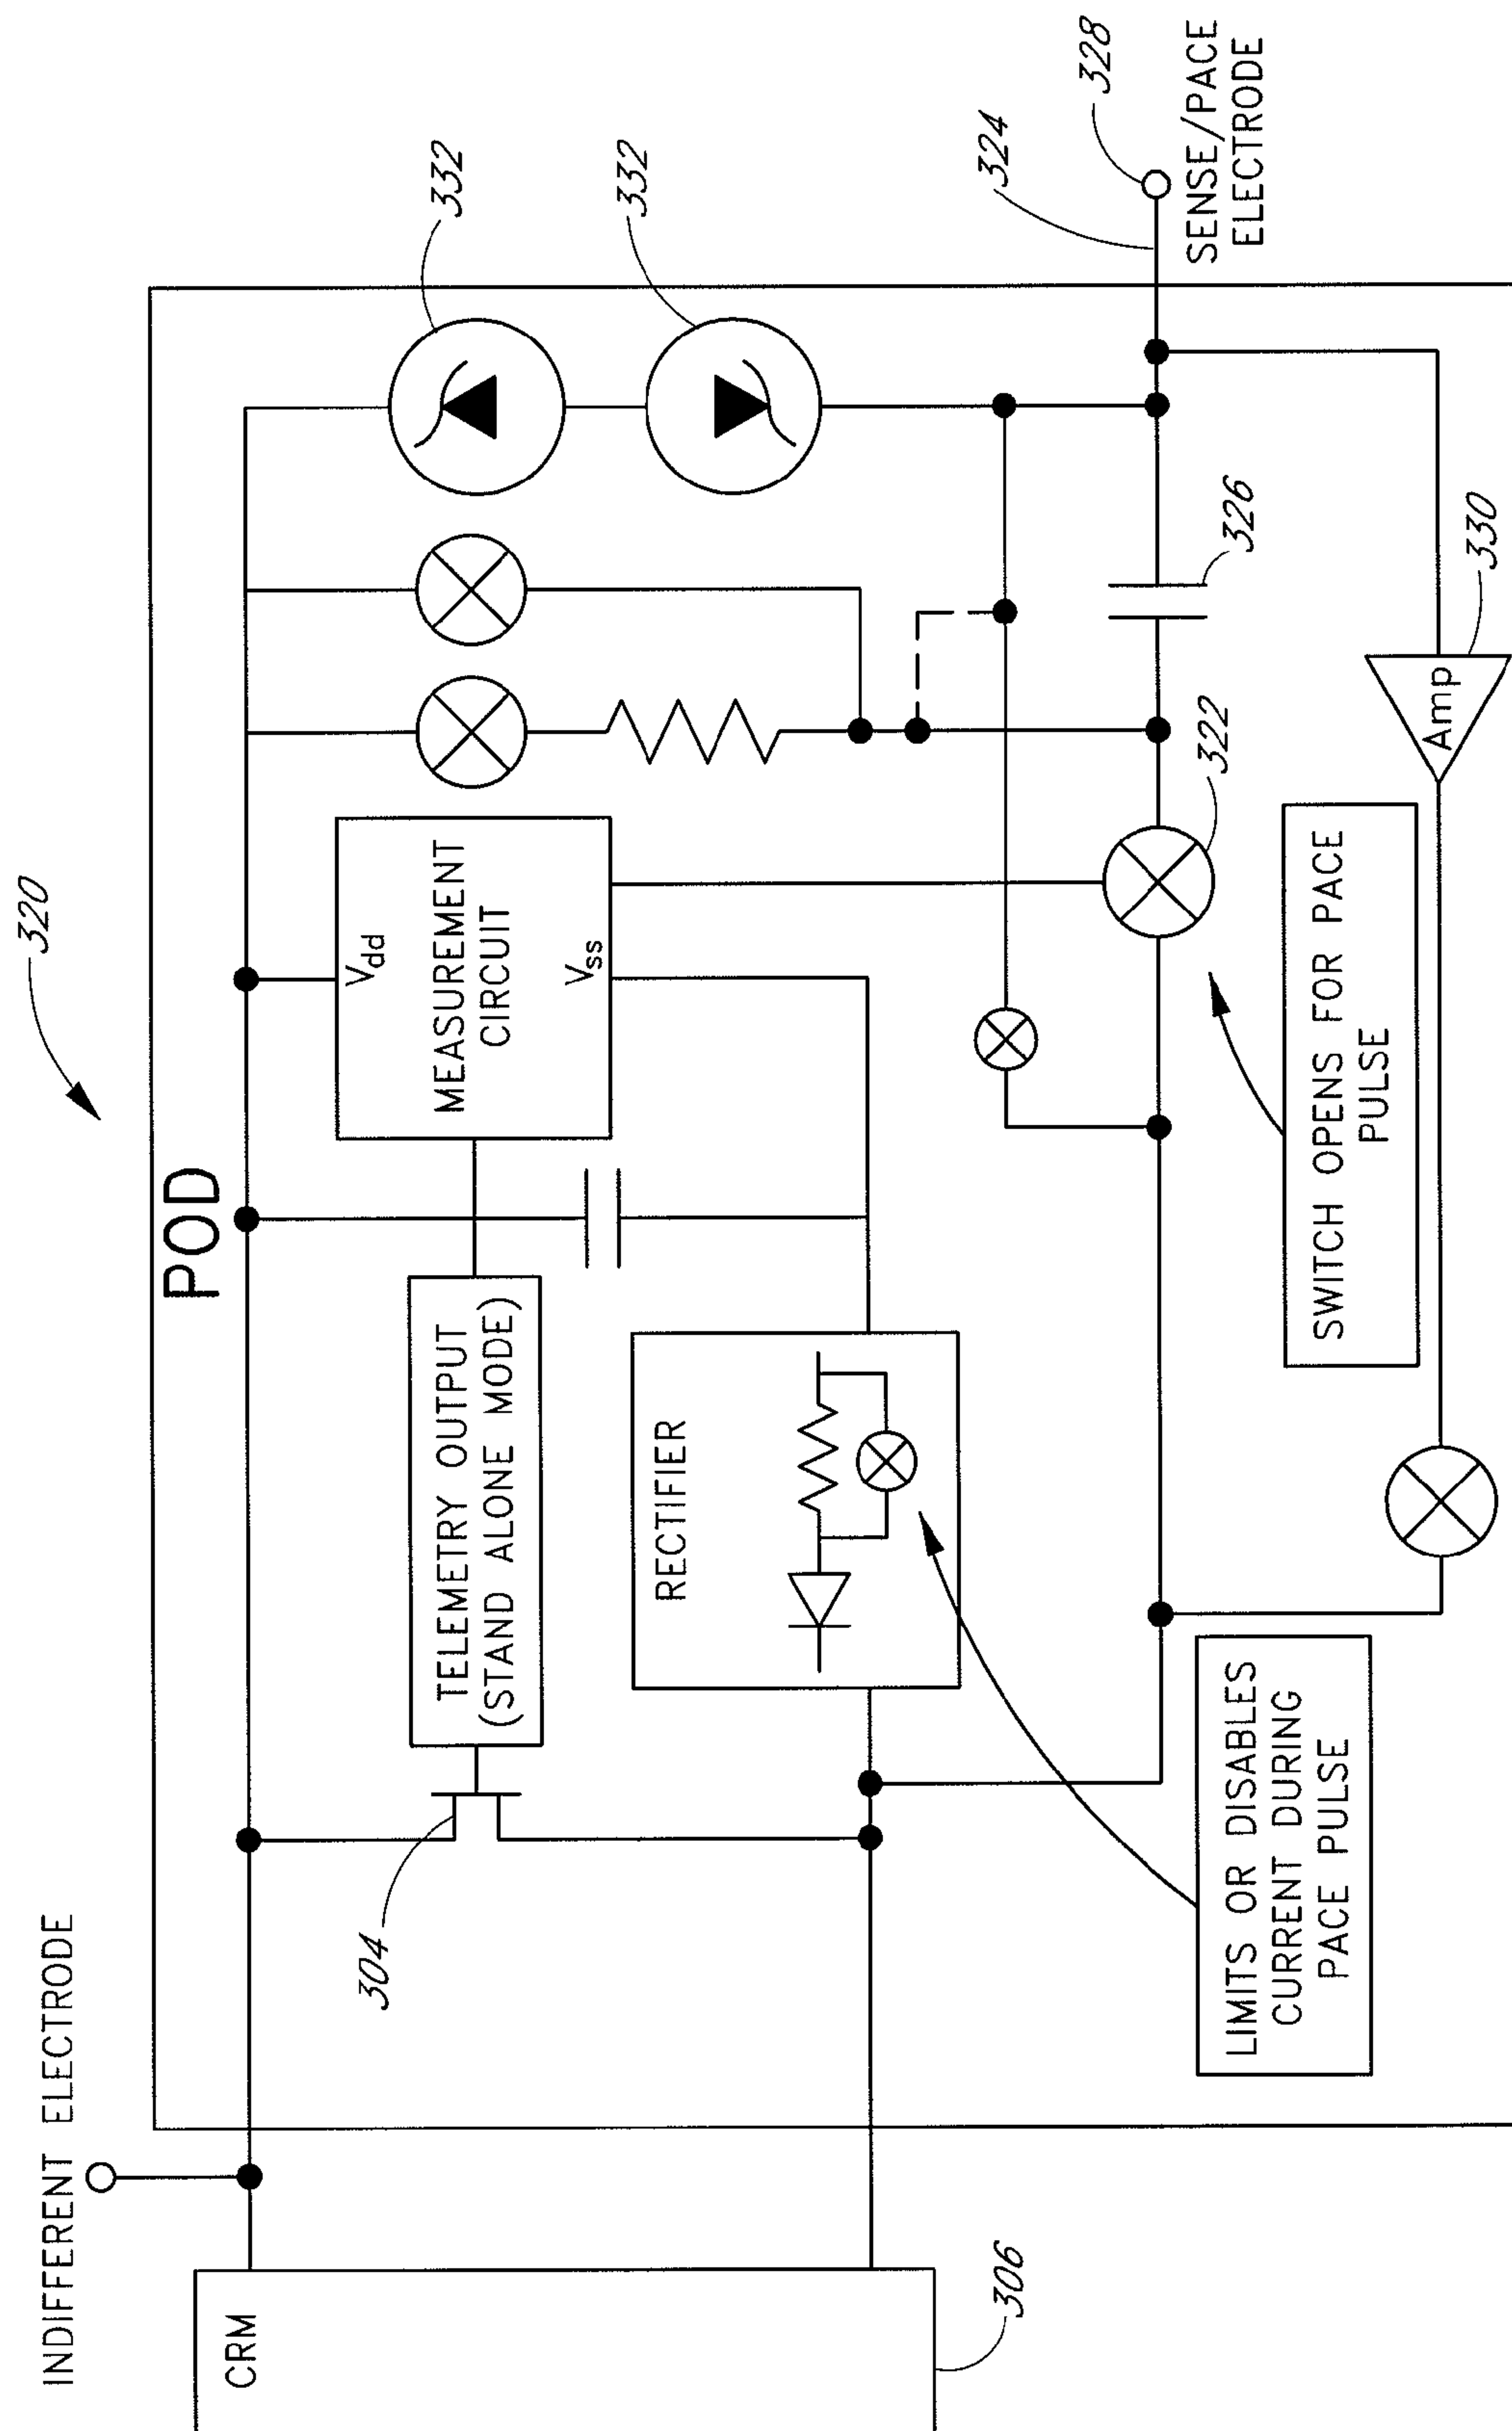 320
INDIFFERENT ELECTRODE
POD
CRM
306
304
TELEMETRY OUTPUT
(STAND ALONE MODE)
Vdd
MEASUREMENT
CIRCUIT
Vss
RECTIFIER
332
332
324
328
SENSE/PACE
ELECTRODE
326
322
330
Amp
SWITCH OPENS FOR PACE
PULSE
LIMITS OR DISABLES
CURRENT DURING
PACE PULSE